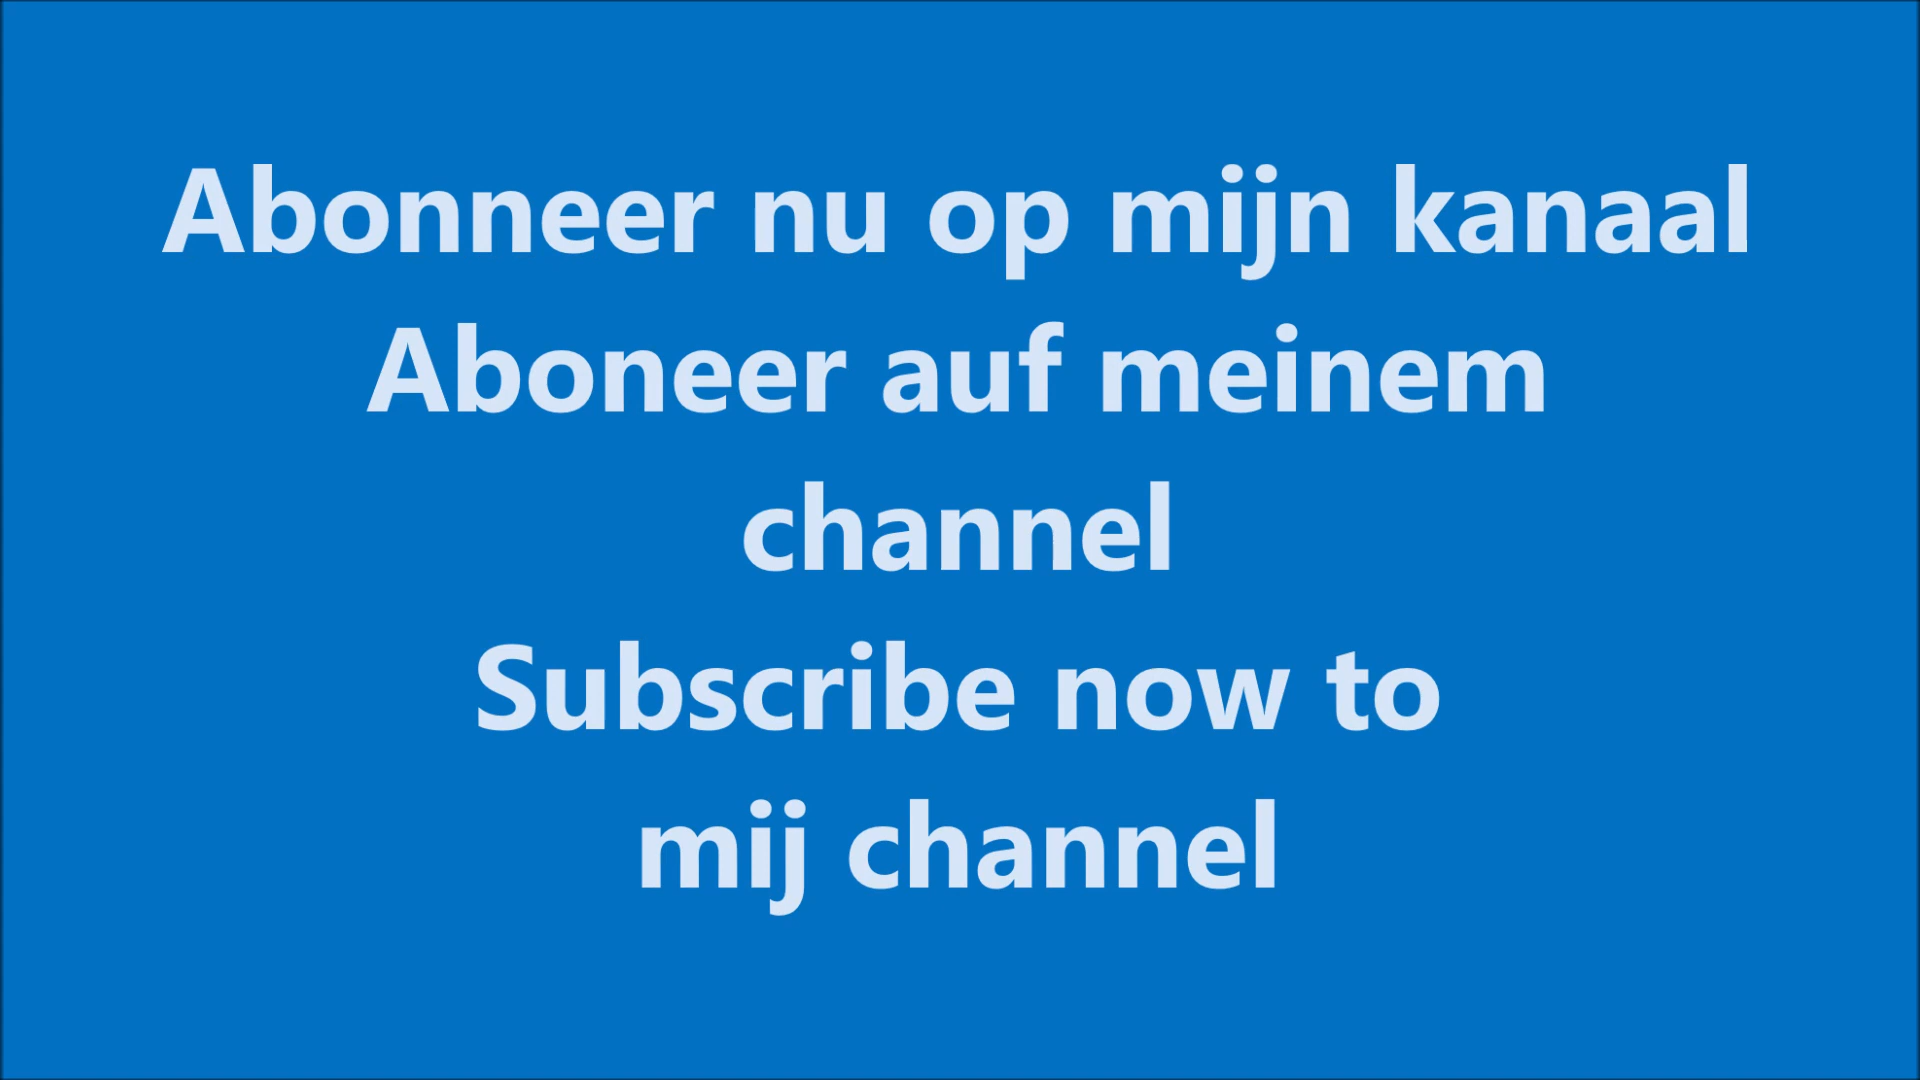 Abonneer nu op mijn kanaal
Aboneer auf meinem
channel
Subscribe now to
mij channel